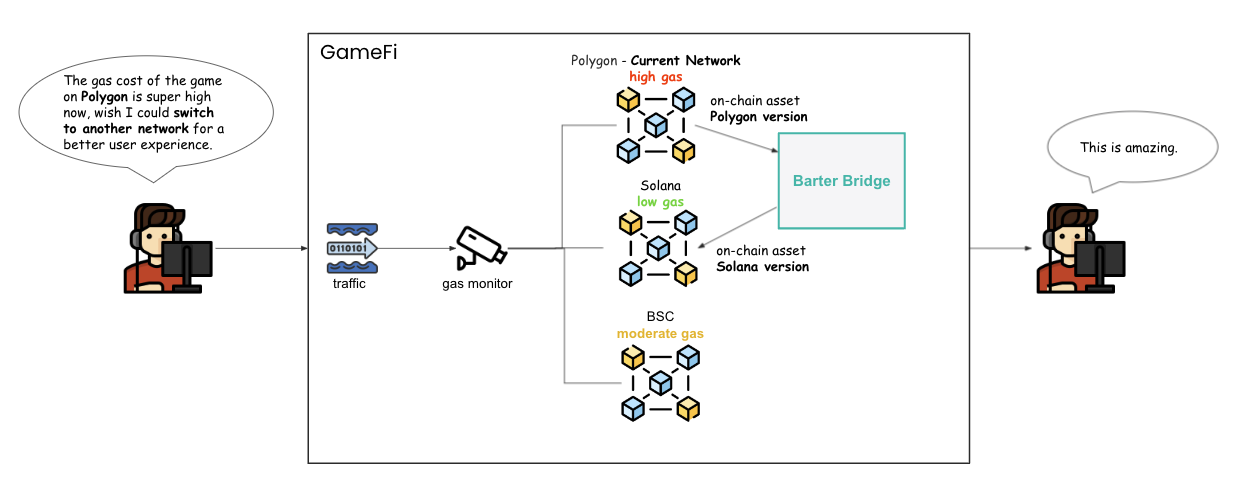 GameFi
The gas cost of the game
on Polygon is super high
now, wish I could switch
to another network for a
better user experience.
0110101
traffic
gas monitor
Polygon - Current Network
high gas
on-chain asset
Polygon version
Barter Bridge
Solana
low gas
on-chain asset
Solana version
BSC
moderate gas
This is amazing.